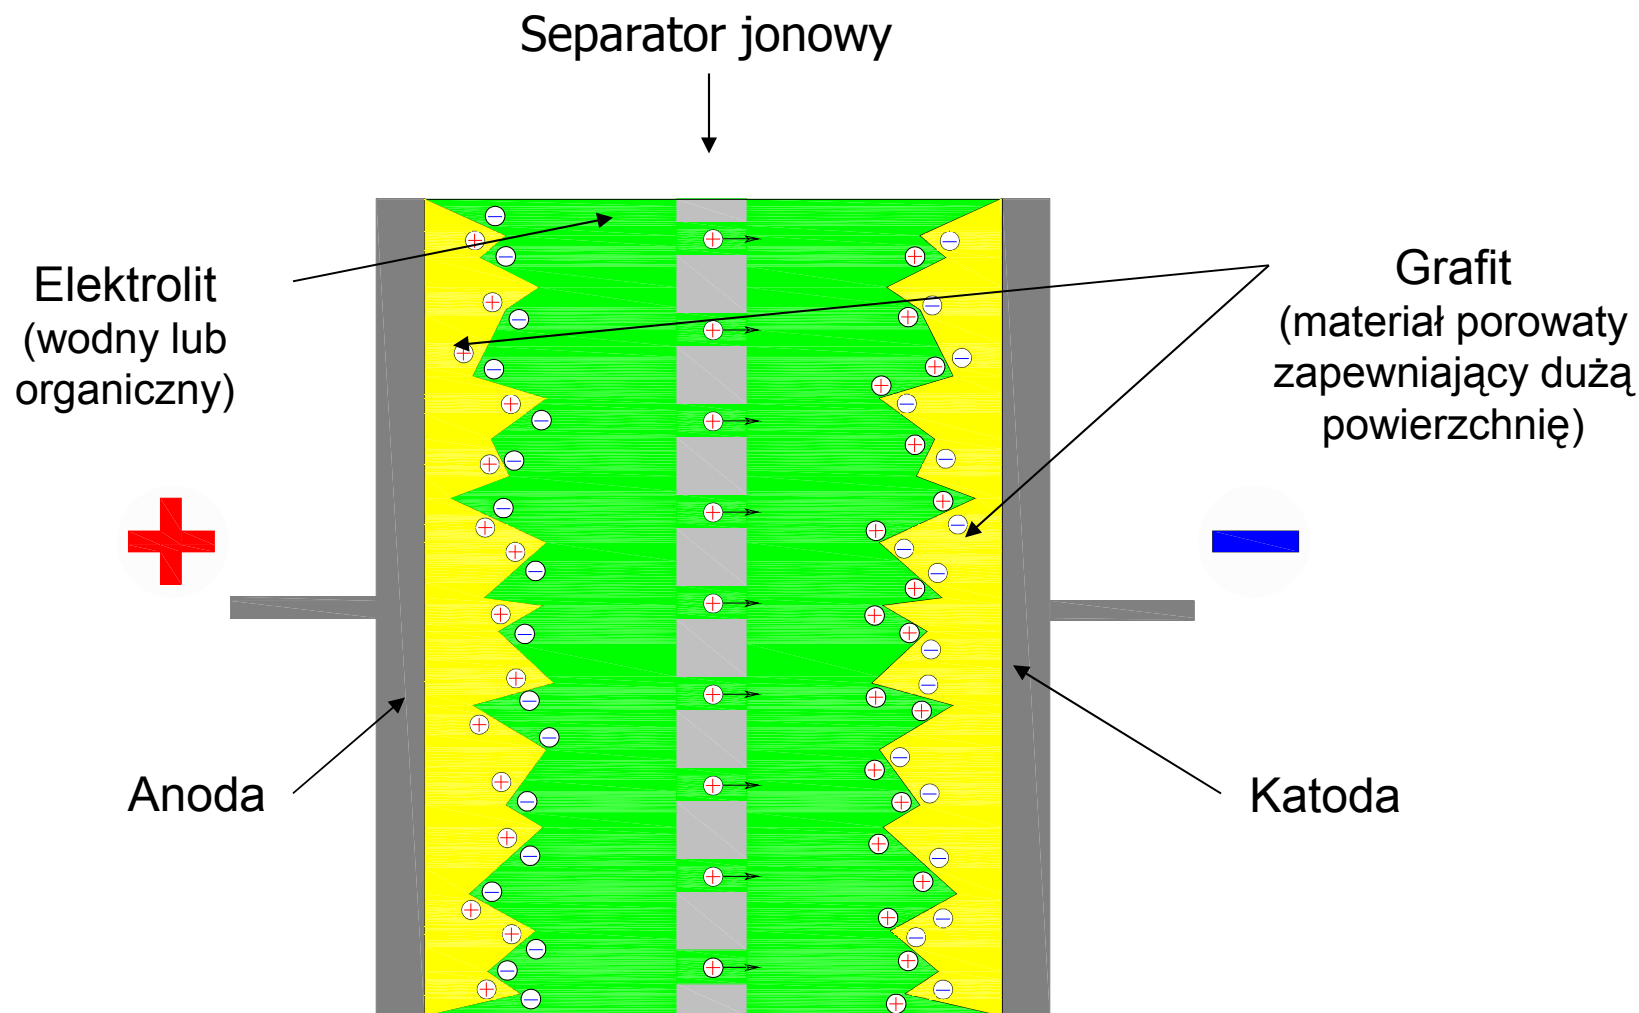 Separator jonowy
Elektrolit
(wodny lub
organiczny)
Grafit
(materiał porowaty
zapewniający dużą
powierzchnię)
Anoda
Katoda